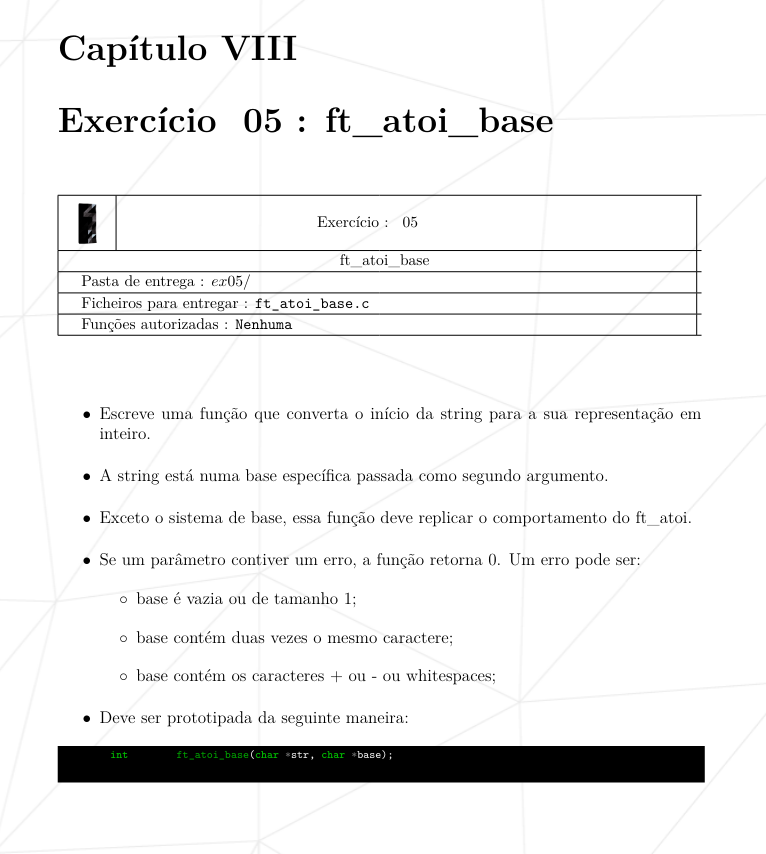 Capítulo VIII
Exercício 05 : ft_atoi_base
Exercício : 05
ft_atoi_base
Pasta de entrega : ex05/
Ficheiros para entregar : ft_atoi_base.c
Funções autorizadas : Nenhuma
• Escreve uma função que converta o início da string para a sua representação em
inteiro.
• A string está numa base específica passada como segundo argumento.
• Exceto o sistema de base, essa função deve replicar o comportamento do ft_atoi.
• Se um parâmetro contiver um erro, a função retorna 0. Um erro pode ser:
◦ base é vazia ou de tamanho 1;
◦ base contém duas vezes o mesmo caractere;
◦ base contém os caracteres + ou - ou whitespaces;
• Deve ser prototipada da seguinte maneira:
int ft_atoi_base(char *str, char *base);